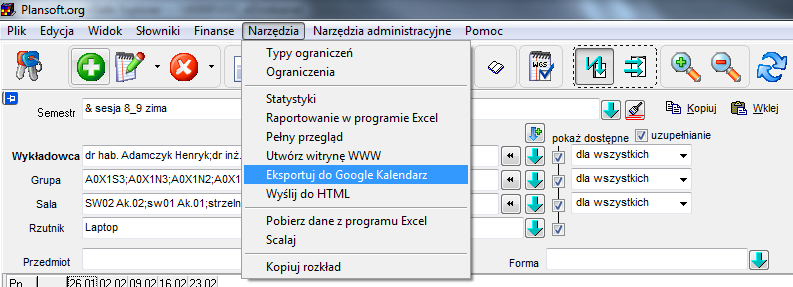 Plansoft.org
Plik Edycja Widok Słowniki Finanse Narzędzia Narzędzia administracyjne Pomoc
Typy ograniczeń
Ograniczenia
Statystyki
Raportowanie w programie Excel
Pełny przegląd
Utwórz witrynę WWW
Eksportuj do Google Kalendarz
Wyślij do HTML
Pobierz dane z programu Excel
Scalaj
Kopiuj rozkład
WGS
Semestr & sesja 8_9 zima Kopiuj Wklej
pokaż dostępne uzupełnianie
Wykładowca dr hab. Adamczyk Henryk;dr inż. dla wszystkich
Grupa A0X1S3;A0X1N3;A0X1N2;A0X1 dla wszystkich
Sala SW02 Ak.02;sw01 Ak.01;strzeln dla wszystkich
Rzutnik Laptop
Przedmiot Forma
Pn 26.01 02.02 09.02 16.02 23.02